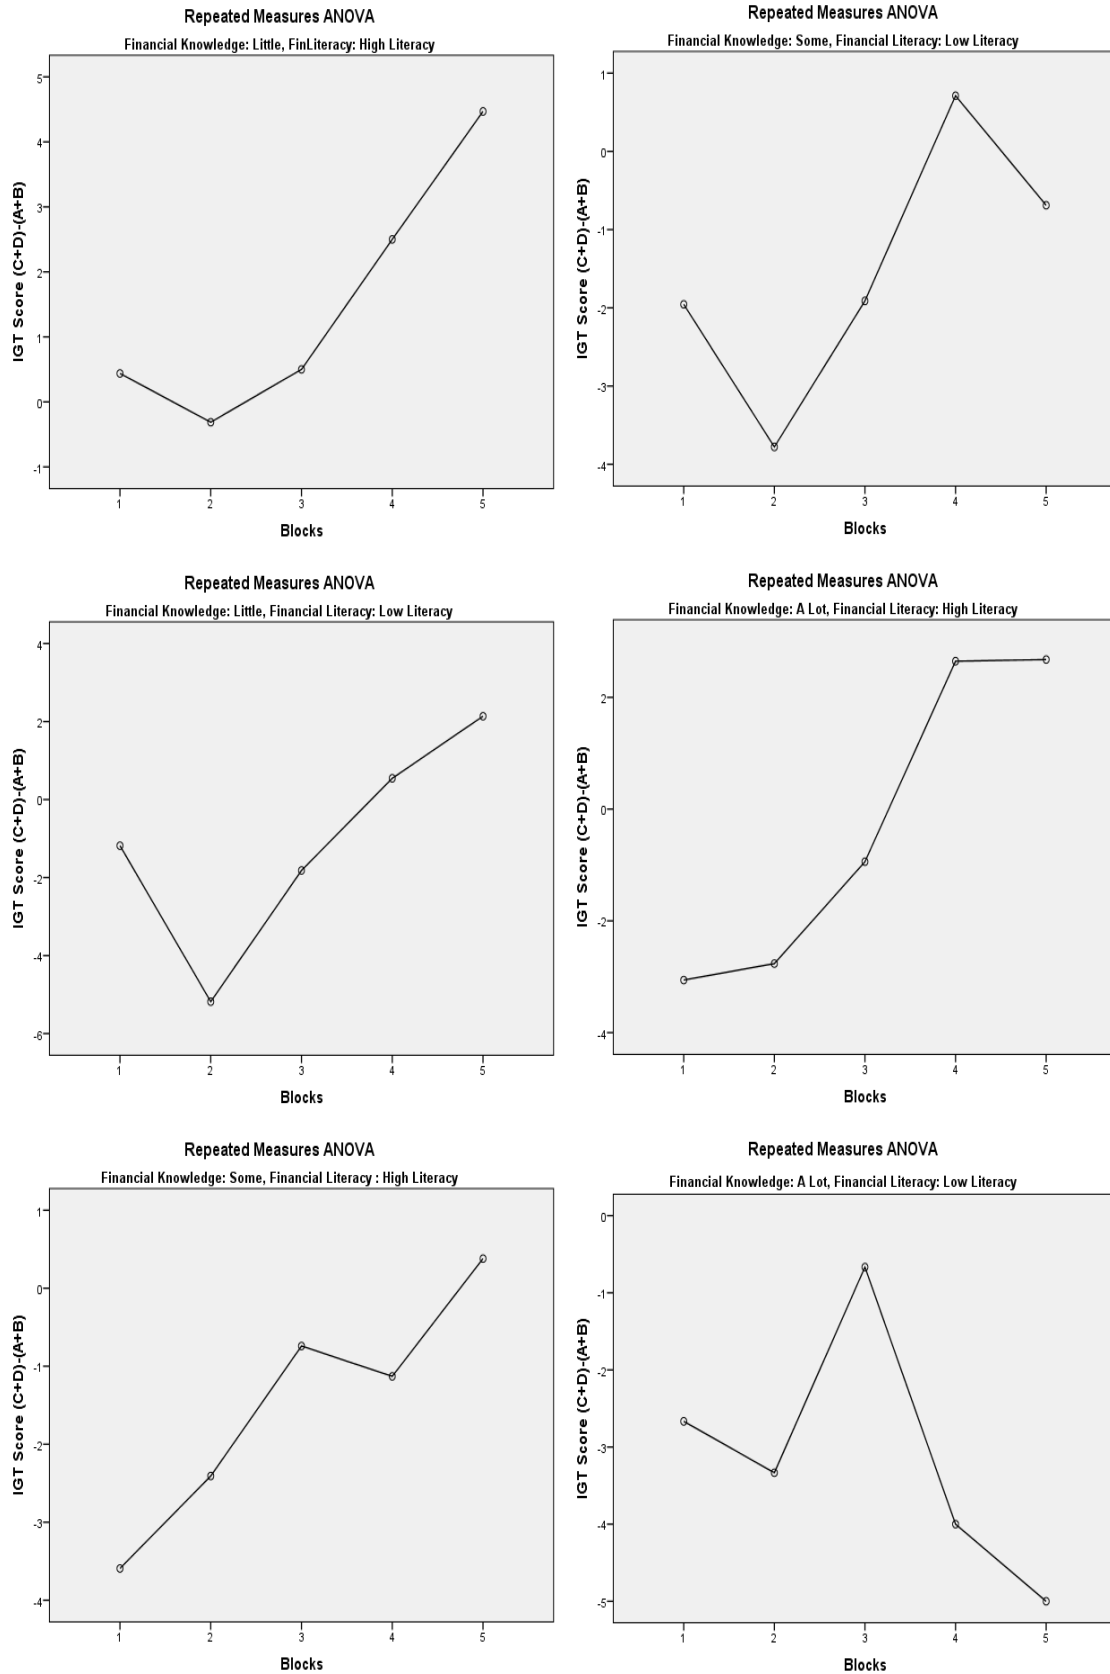 Repeated Measures ANOVA
Financial Knowledge: Little, FinLiteracy: High Literacy
IGT Score (C+D)-(A+B)
5
4
3
2
1
0
-1
1 2 3 4 5
Blocks
Repeated Measures ANOVA
Financial Knowledge: Some, Financial Literacy: Low Literacy
IGT Score (C+D)-(A+B)
1
0
-1
-2
-3
-4
1 2 3 4 5
Blocks
Repeated Measures ANOVA
Financial Knowledge: Little, Financial Literacy: Low Literacy
IGT Score (C+D)-(A+B)
4
2
0
-2
-4
-6
1 2 3 4 5
Blocks
Repeated Measures ANOVA
Financial Knowledge: A Lot, Financial Literacy: High Literacy
IGT Score (C+D)-(A+B)
2
0
-2
-4
1 2 3 4 5
Blocks
Repeated Measures ANOVA
Financial Knowledge: Some, Financial Literacy : High Literacy
IGT Score (C+D)-(A+B)
1
0
-1
-2
-3
-4
1 2 3 4 5
Blocks
Repeated Measures ANOVA
Financial Knowledge: A Lot, Financial Literacy: Low Literacy
IGT Score (C+D)-(A+B)
0
-1
-2
-3
-4
-5
1 2 3 4 5
Blocks